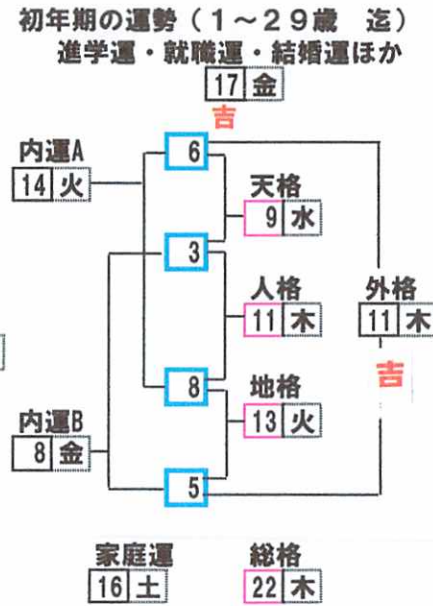 初年期の運勢(1～29歳 迄)
進学運・就職運・結婚運ほか
17 金
吉
6
内運A
14 火
天格
9 水
3
人格
11 木
外格
11 木
吉
8
地格
13 火
内運B
8 金
5
家庭運
16 土
総格
22 木